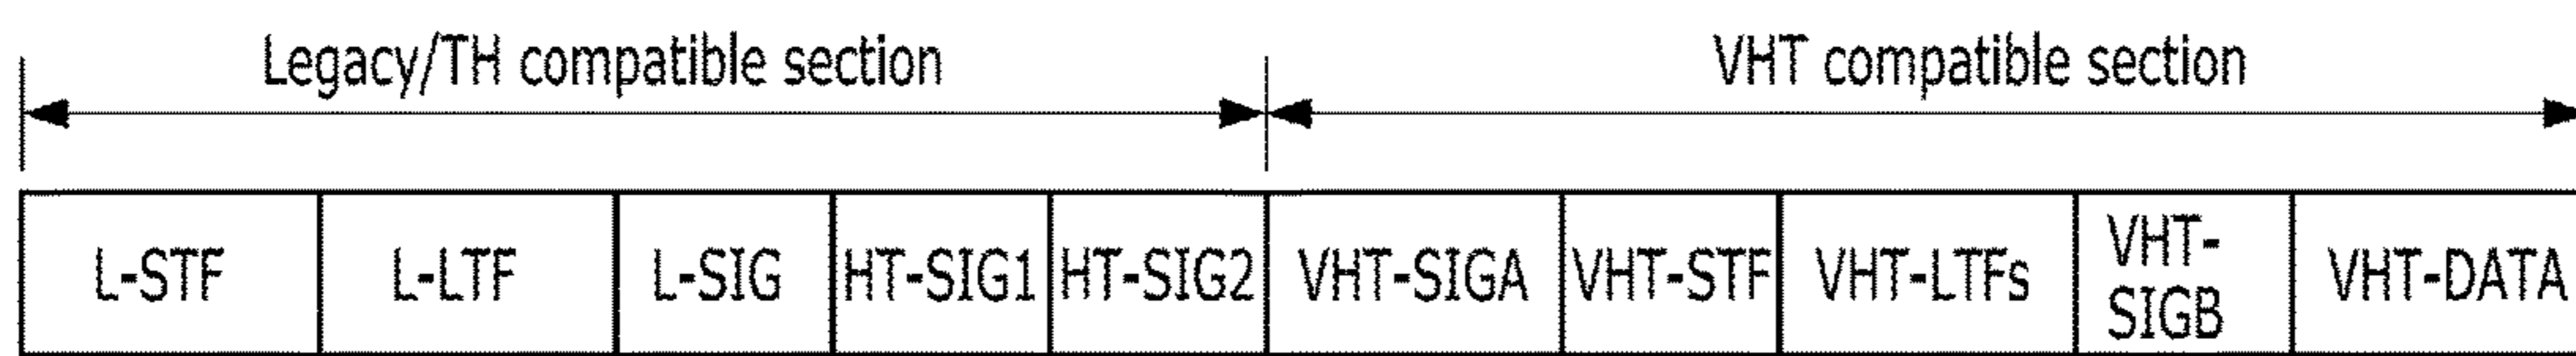 Legacy/TH compatible section VHT compatible section
L-STF L-LTF L-SIG HT-SIG1 HT-SIG2 VHT-SIGA VHT-STF VHT-LTFs VHT-SIGB VHT-DATA